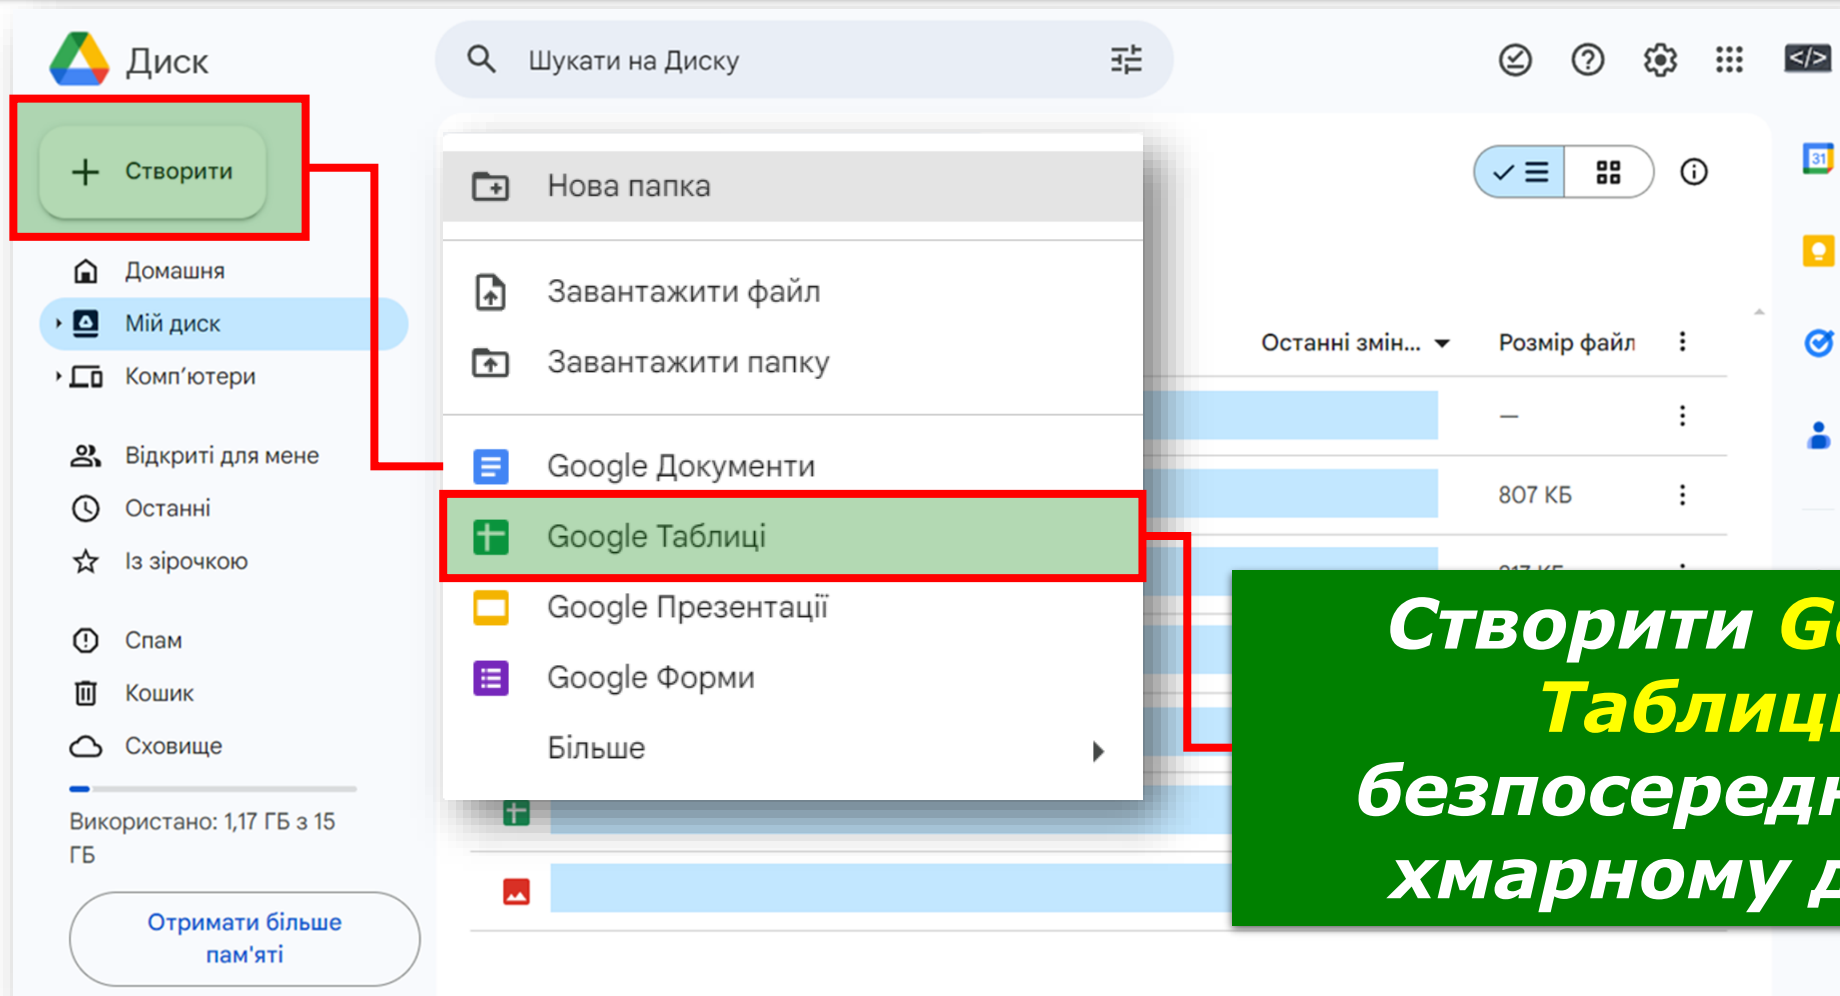 Диск
Шукати на Диску
Створити
Домашня
Мій диск
Комп’ютери
Відкриті для мене
Останні
Із зірочкою
Спам
Кошик
Сховище
Використано: 1,17 ГБ з 15
ГБ
Отримати більше
пам'яті
Нова папка
Завантажити файл
Завантажити папку
Google Документи
Google Таблиці
Google Презентації
Google Форми
Більше
31
Останні змін...
Розмір файл
—
807 КБ
Створити
Таблиці
хмарному